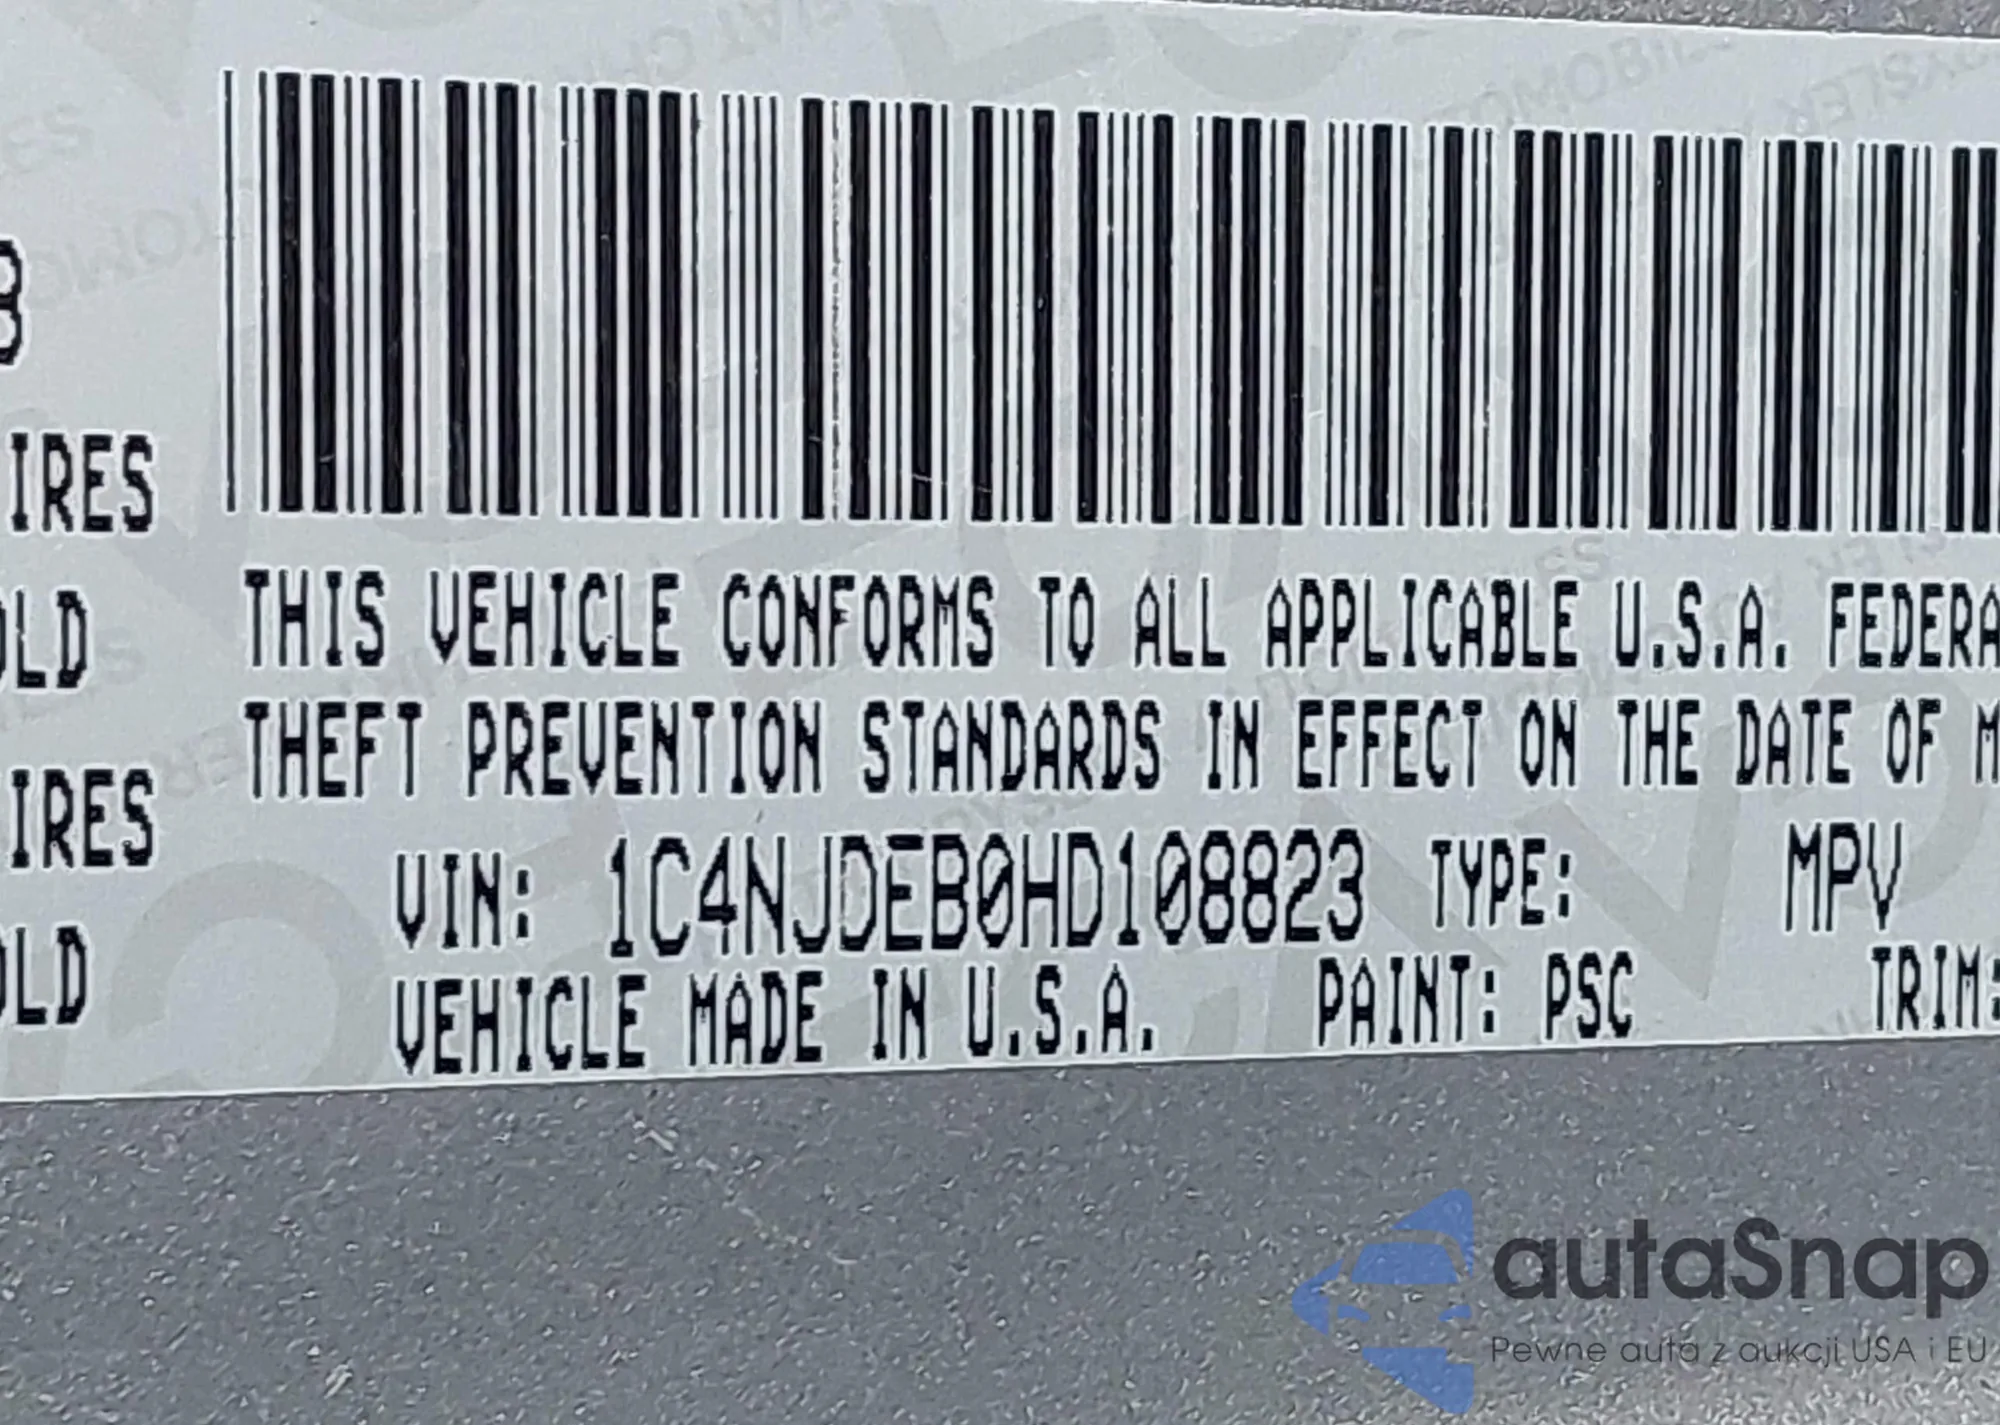 8
IRES
OLD
IRES
OLD
THIS VEHICLE CONFORMS TO ALL APPLICABLE U.S.A. FEDERA
THEFT PREVENTION STANDARDS IN EFFECT ON THE DATE OF M
VIN: 1C4NJDEB0HD108823 TYPE: MPV
VEHICLE MADE IN U.S.A. PAINT: PSC TRIM:
autaSnap
Pewne auta z aukcji USA i EU